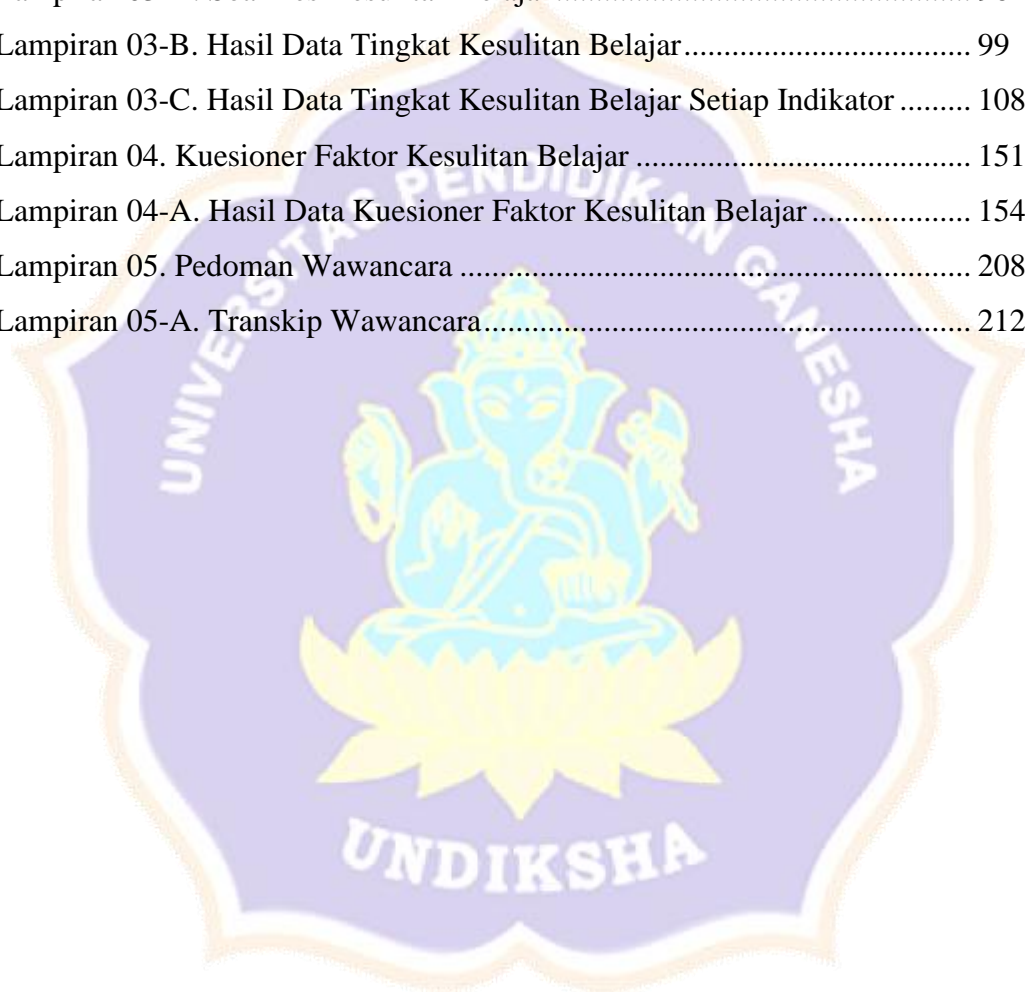 Lampiran 03-B. Hasil Data Tingkat Kesulitan Belajar.................................... 99
Lampiran 03-C. Hasil Data Tingkat Kesulitan Belajar Setiap Indikator ......... 108
Lampiran 04. Kuesioner Faktor Kesulitan Belajar .......................................... 151
Lampiran 04-A. Hasil Data Kuesioner Faktor Kesulitan Belajar .................... 154
Lampiran 05. Pedoman Wawancara ................................................................. 208
Lampiran 05-A. Transkip Wawancara.............................................................. 212
UNIVERSITAS PENDIDIKAN GANESHA
UNDIKSHA